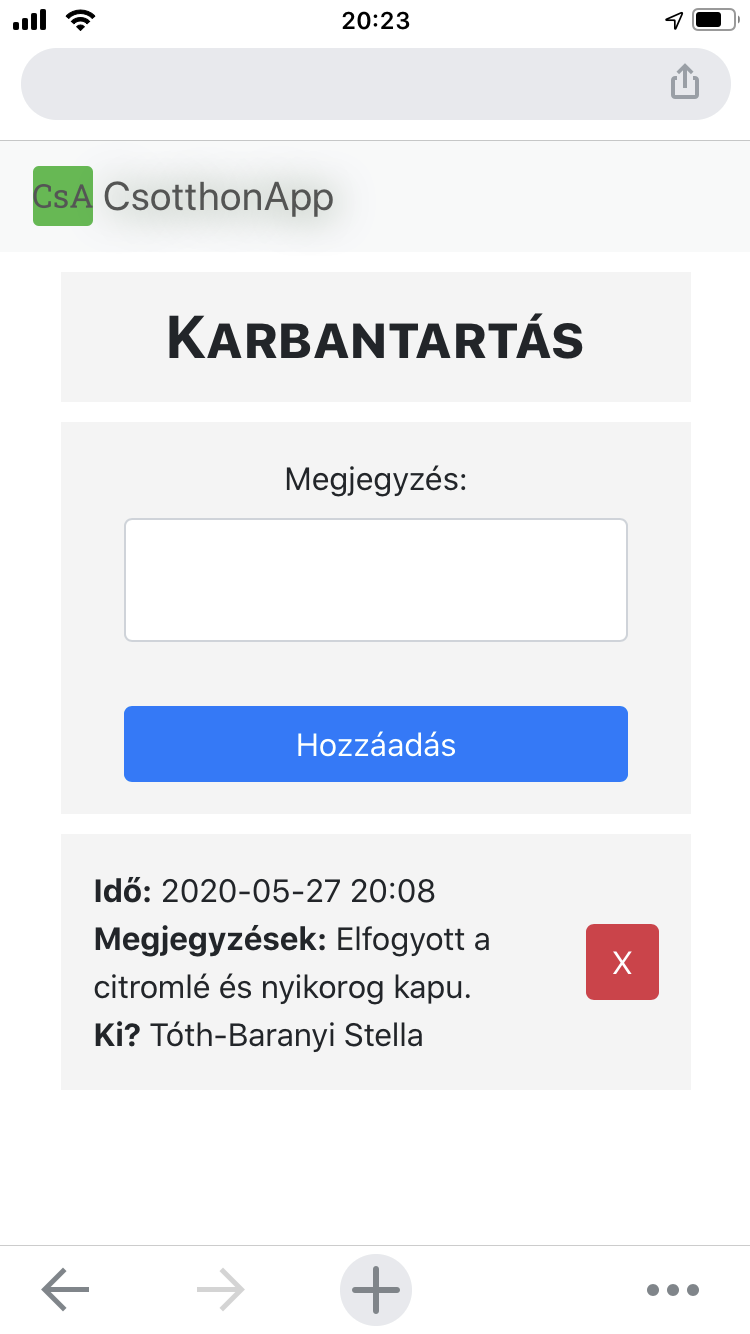 20:23
CsA CsotthonApp
Karbantartás
Megjegyzés:
Hozzáadás
Idő: 2020-05-27 20:08
Megjegyzések: Elfogyott a
citromlé és nyikorog kapu.
X
Ki? Tóth-Baranyi Stella